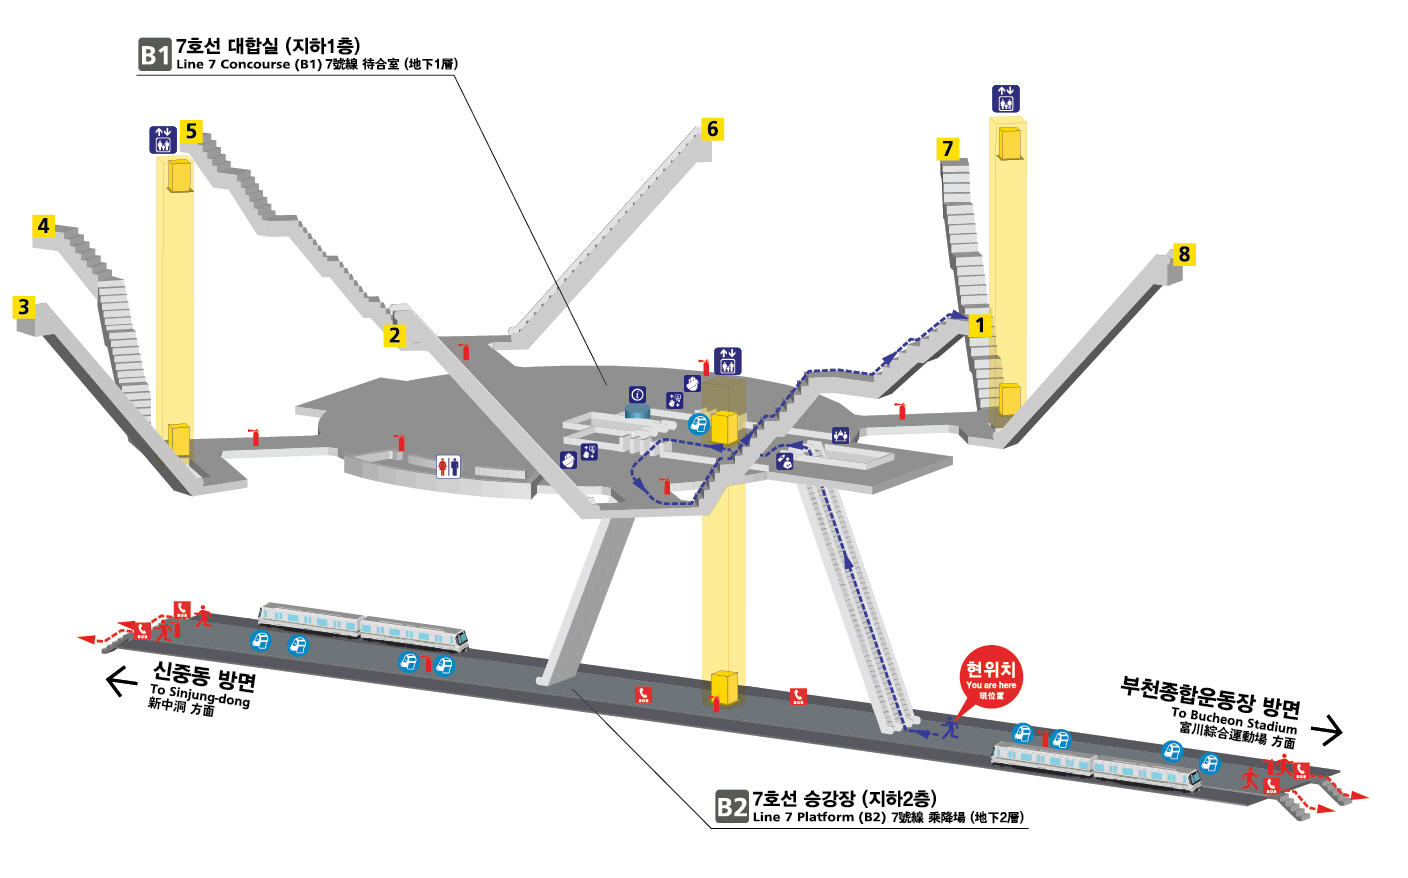 B1
7호선 대합실 (지하1층)
Line 7 Concourse (B1) 7號線 待合室 (地下1層)
5
6
7
4
8
3
2
1
신중동 방면
To Sinjung-dong
新中洞 方面
현위치
You are here
現位置
부천종합운동장 방면
To Bucheon Stadium
富川綜合運動場 方面
SOS
SOS
SOS
SOS
SOS
SOS
B2
7호선 승강장 (지하2층)
Line 7 Platform (B2) 7號線 乘降場 (地下2層)